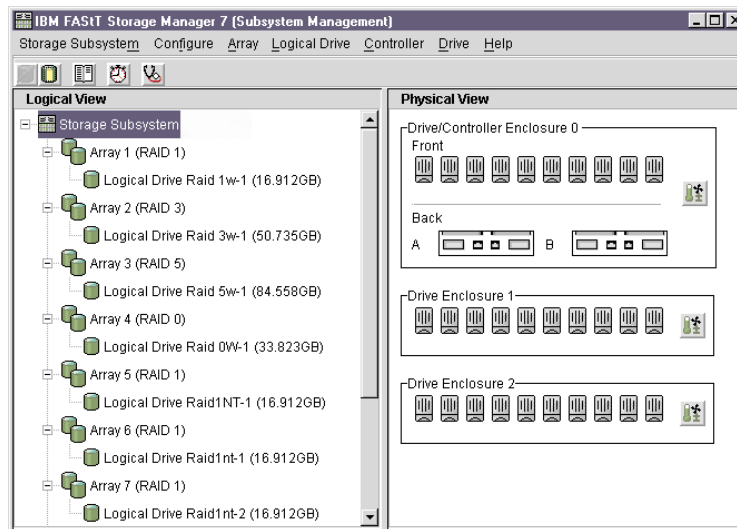 IBM FAStT Storage Manager 7 (Subsystem Management)
Storage Subsystem Configure Array Logical Drive Controller Drive Help
Logical View
Storage Subsystem
Array 1 (RAID 1)
Logical Drive Raid 1w-1 (16.912GB)
Array 2 (RAID 3)
Logical Drive Raid 3w-1 (50.735GB)
Array 3 (RAID 5)
Logical Drive Raid 5w-1 (84.558GB)
Array 4 (RAID 0)
Logical Drive Raid 0W-1 (33.823GB)
Array 5 (RAID 1)
Logical Drive Raid1NT-1 (16.912GB)
Array 6 (RAID 1)
Logical Drive Raid1nt-1 (16.912GB)
Array 7 (RAID 1)
Logical Drive Raid1nt-2 (16.912GB)
Physical View
Drive/Controller Enclosure 0
Front
Back
A B
Drive Enclosure 1
Drive Enclosure 2